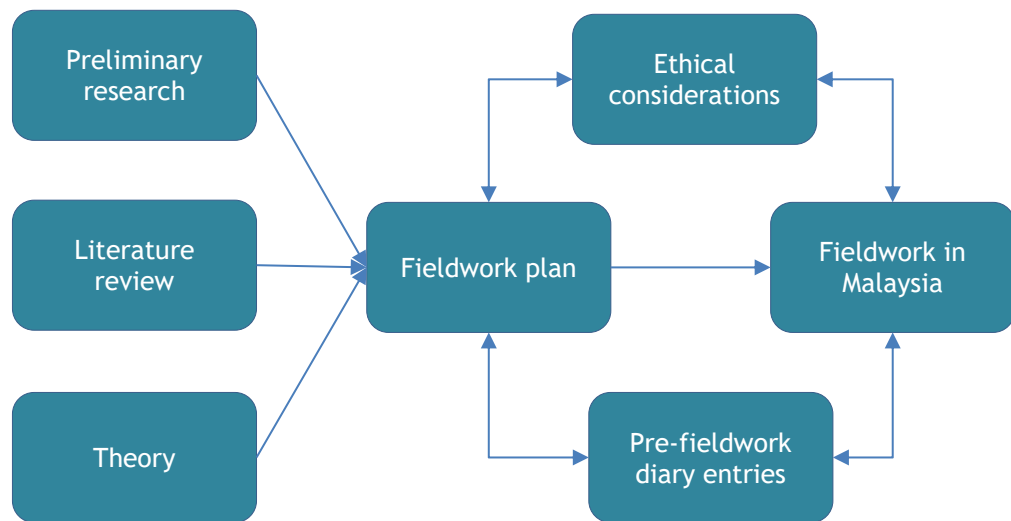 Preliminary
research
Literature
review
Theory
Fieldwork plan
Ethical
considerations
Pre-fieldwork
diary entries
Fieldwork in
Malaysia